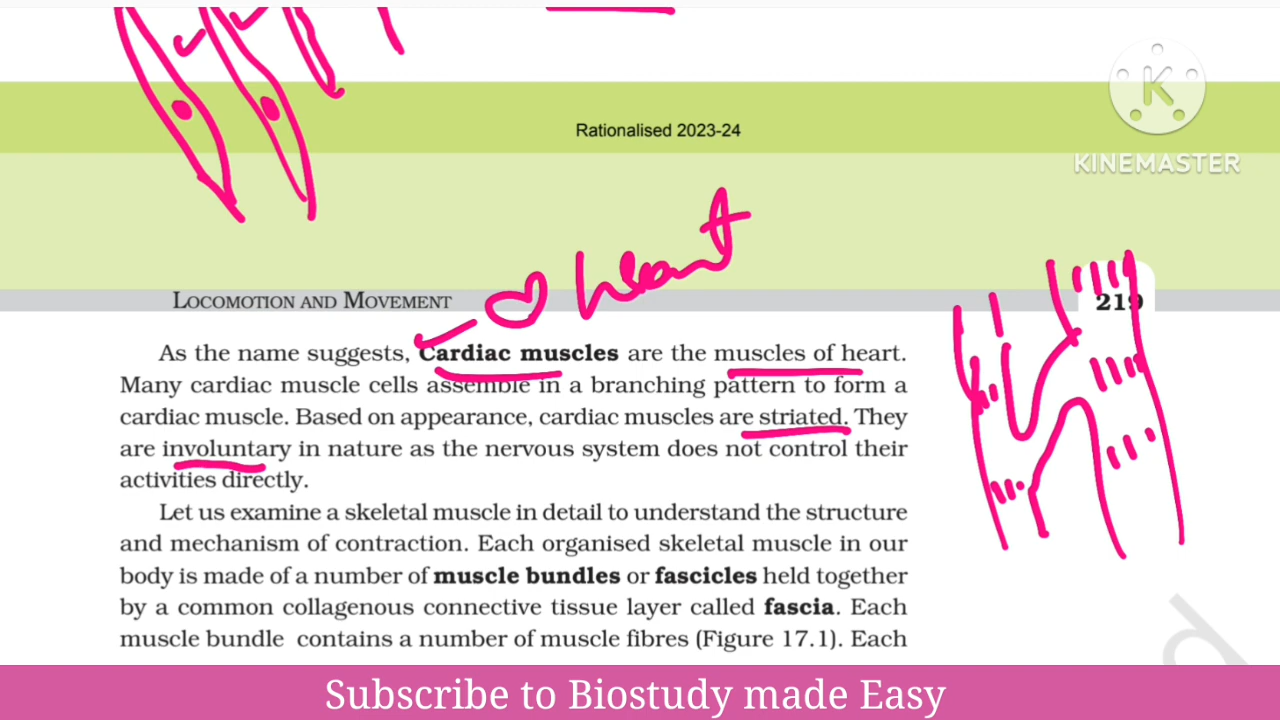 Rationalised 2023-24
KINEMASTER
heart
LOCOMOTION AND MOVEMENT
219
As the name suggests, Cardiac muscles are the muscles of heart.
Many cardiac muscle cells assemble in a branching pattern to form a
cardiac muscle. Based on appearance, cardiac muscles are striated. They
are involuntary in nature as the nervous system does not control their
activities directly.
Let us examine a skeletal muscle in detail to understand the structure
and mechanism of contraction. Each organised skeletal muscle in our
body is made of a number of muscle bundles or fascicles held together
by a common collagenous connective tissue layer called fascia. Each
muscle bundle contains a number of muscle fibres (Figure 17.1). Each
d
Subscribe to Biostudy made Easy